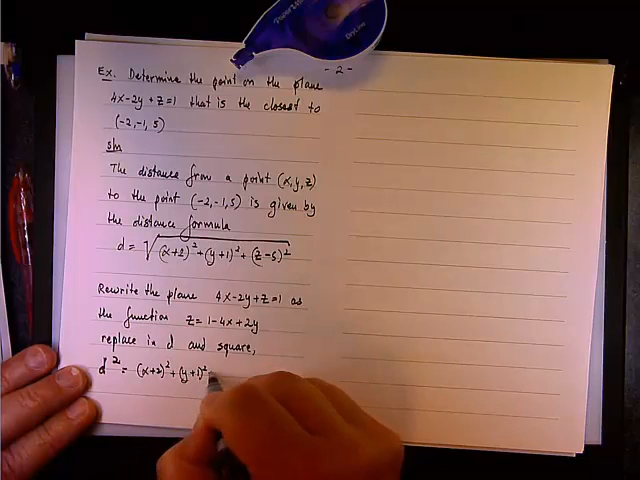 - 2 -
Ex. Determine the point on the plane
4x-2y+z=1 that is the closest to
(-2,-1,5)
Sln
The distance from a point (x,y,z)
to the point (-2,-1,5) is given by
the distance formula
d = √(x+2)²+(y+1)²+(z-5)²
Rewrite the plane 4x-2y+z=1 as
the function z=1-4x+2y
replace in d and square,
d² = (x+2)²+(y+1)²